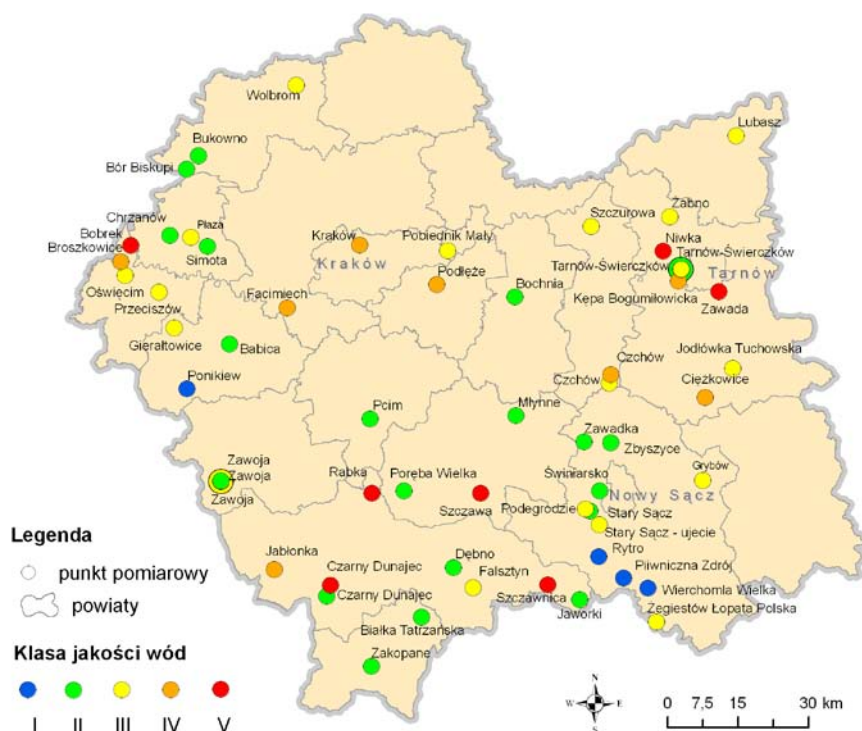 Wolbrom
Lubasz
Bukowno
Bór Biskupi
Chrzanów
Płaza
Bobrek
Broszkowice
Simota
Kraków
Kraków
Pobiednik Mały
Szczurowa
Żabno
Niwka
Tarnów-Świerczków
Tarnów-Świerczków
Tarnów
Podłęże
Kępa Bogumiłowicka
Zawada
Oświęcim
Przeciszów
Facimiech
Bochnia
Gierałtowice
Babica
Czchów
Jodłówka Tuchowska
Ponikiew
Czchów
Ciężkowice
Pcim
Młynne
Zawadka
Zbyszyce
Zawoja
Zawoja
Zawoja
Rabka
Poręba Wielka
Świniarsko
Grybów
Szczawa
Nowy Sącz
Podegrodzie
Stary Sącz
Stary Sącz - ujecie
Rytro
Jabłonka
Czarny Dunajec
Dębno
Falsztyn
Piiwniczna Zdrój
Czarny Dunajec
Szczawnica
Wierchomla Wielka
Jaworki
Żegiestów Łopata Polska
Białka Tatrzańska
Zakopane
Legenda
punkt pomiarowy
powiaty
Klasa jakości wód
I II III IV V
N
W E
S
0 7,5 15 30 km